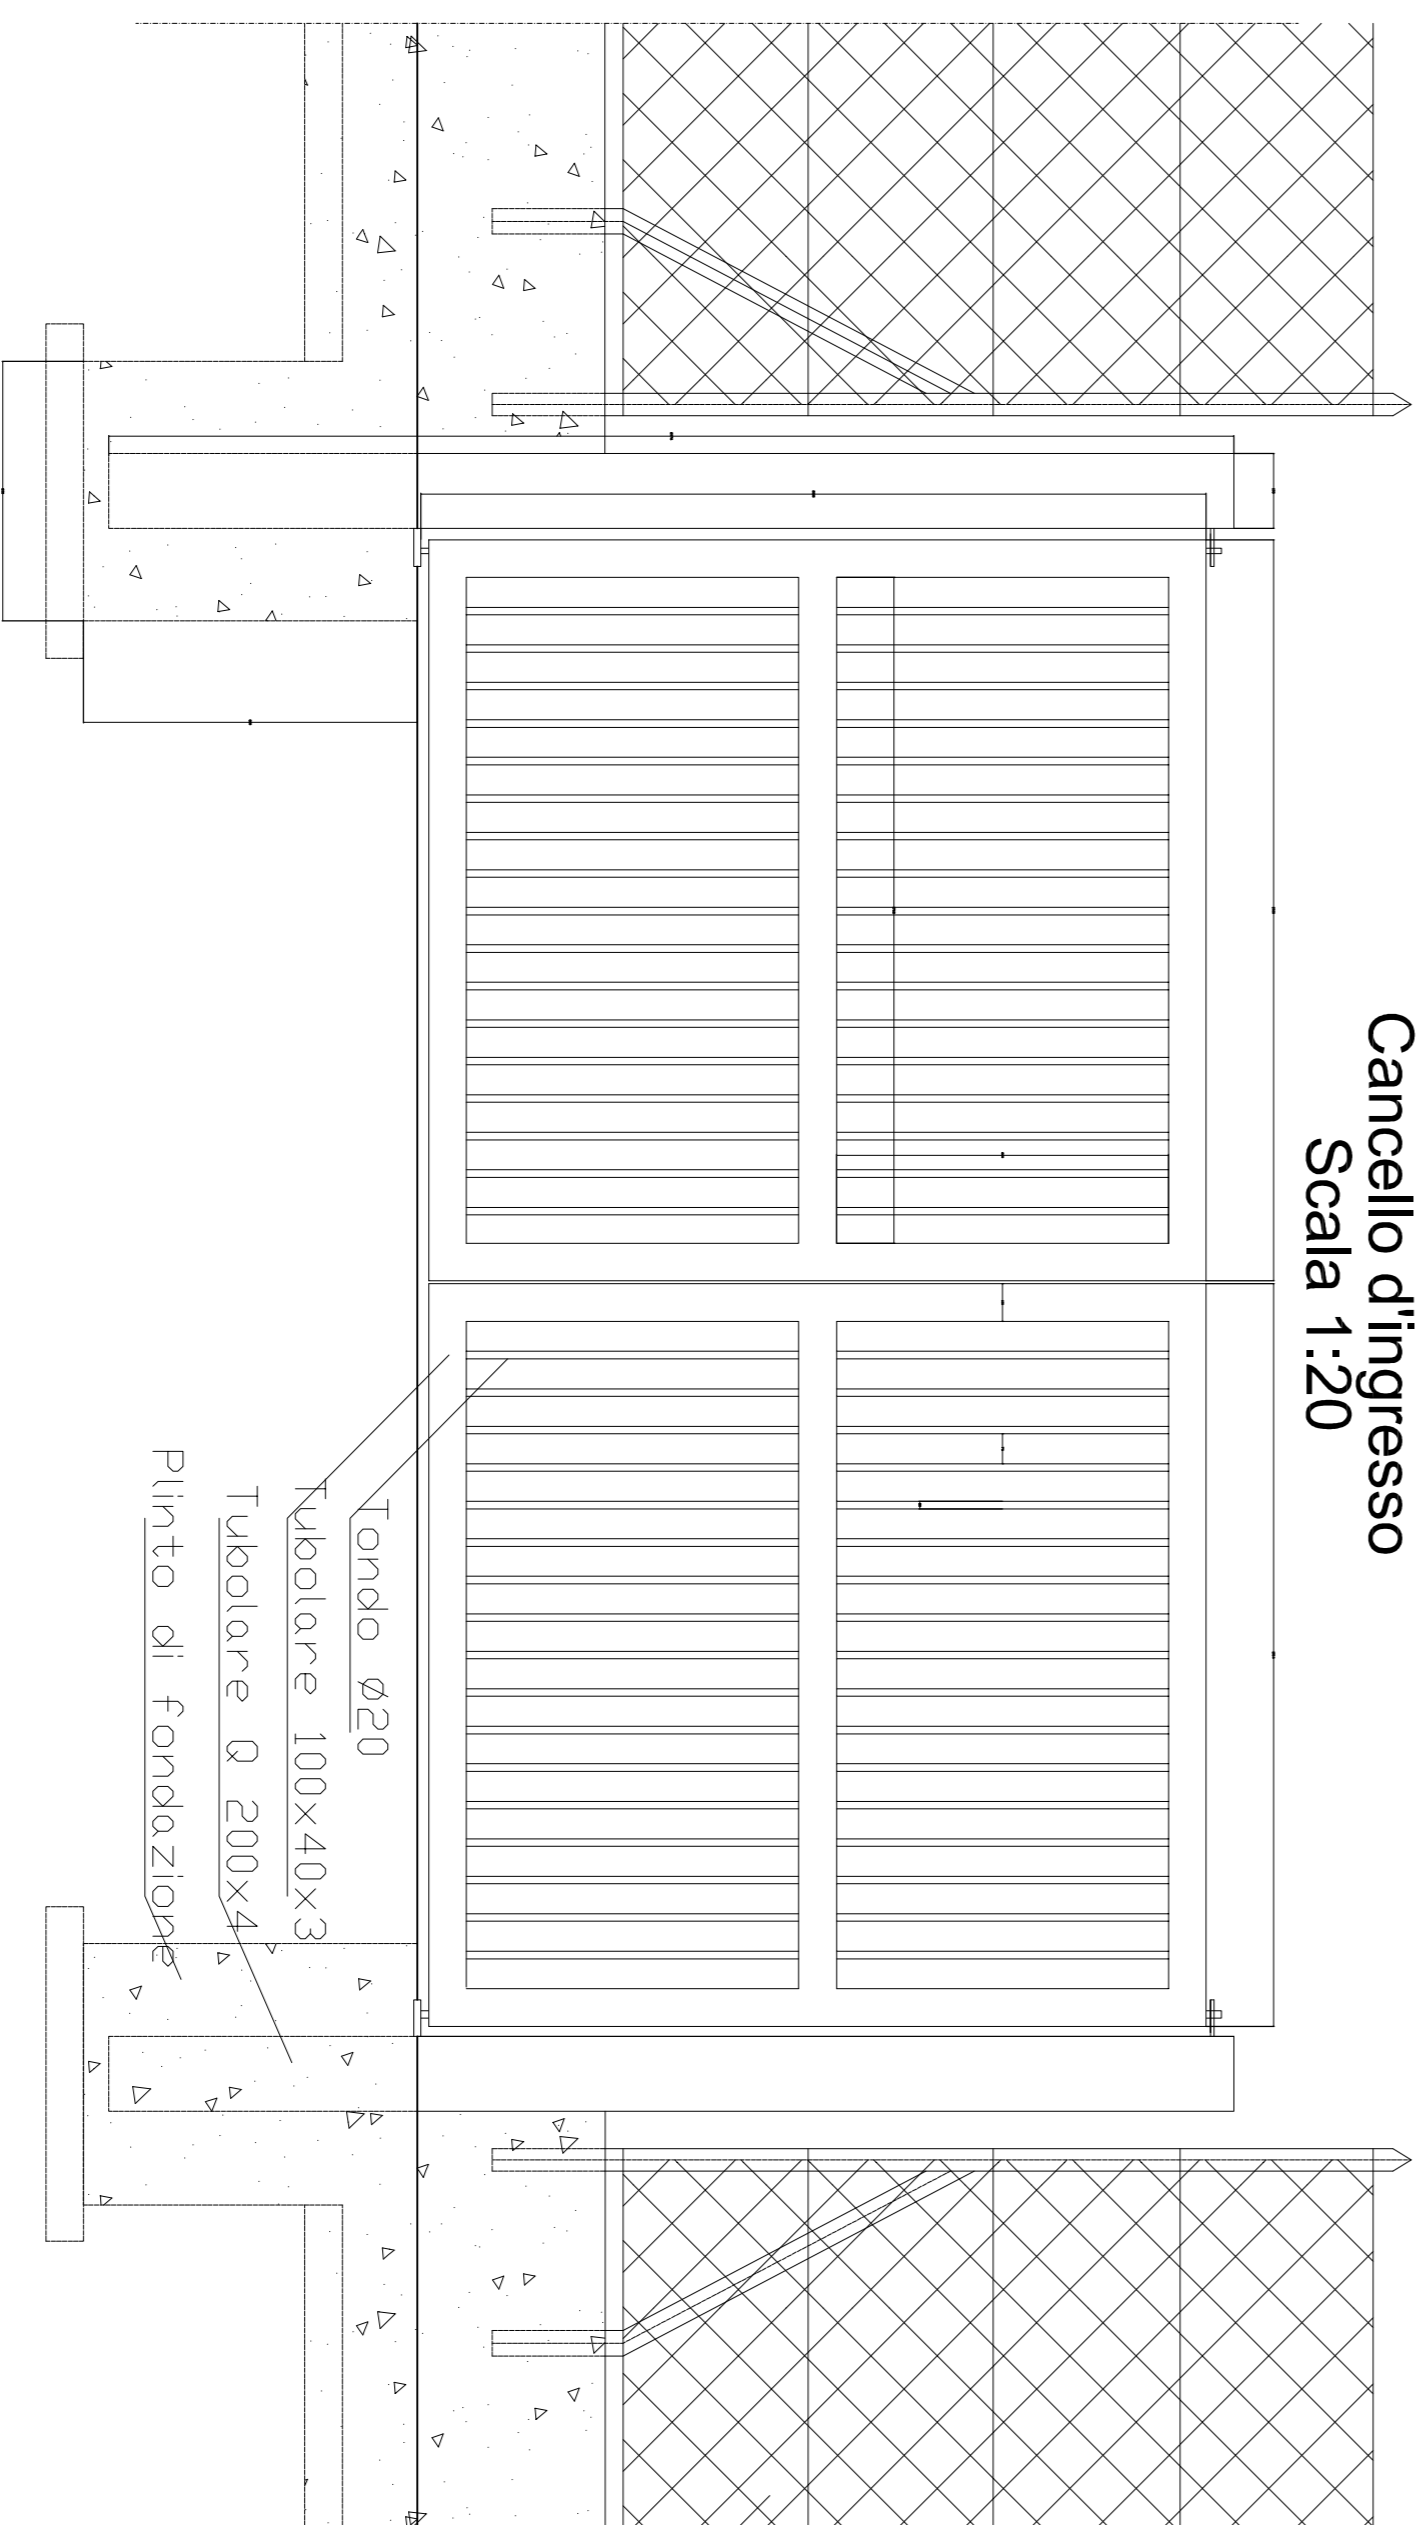 Cancello d'ingresso
Scala 1:20
Tondo Ø20
Tubolare 100x40x3
Tubolare Q 200x4
Plinto di fondazione